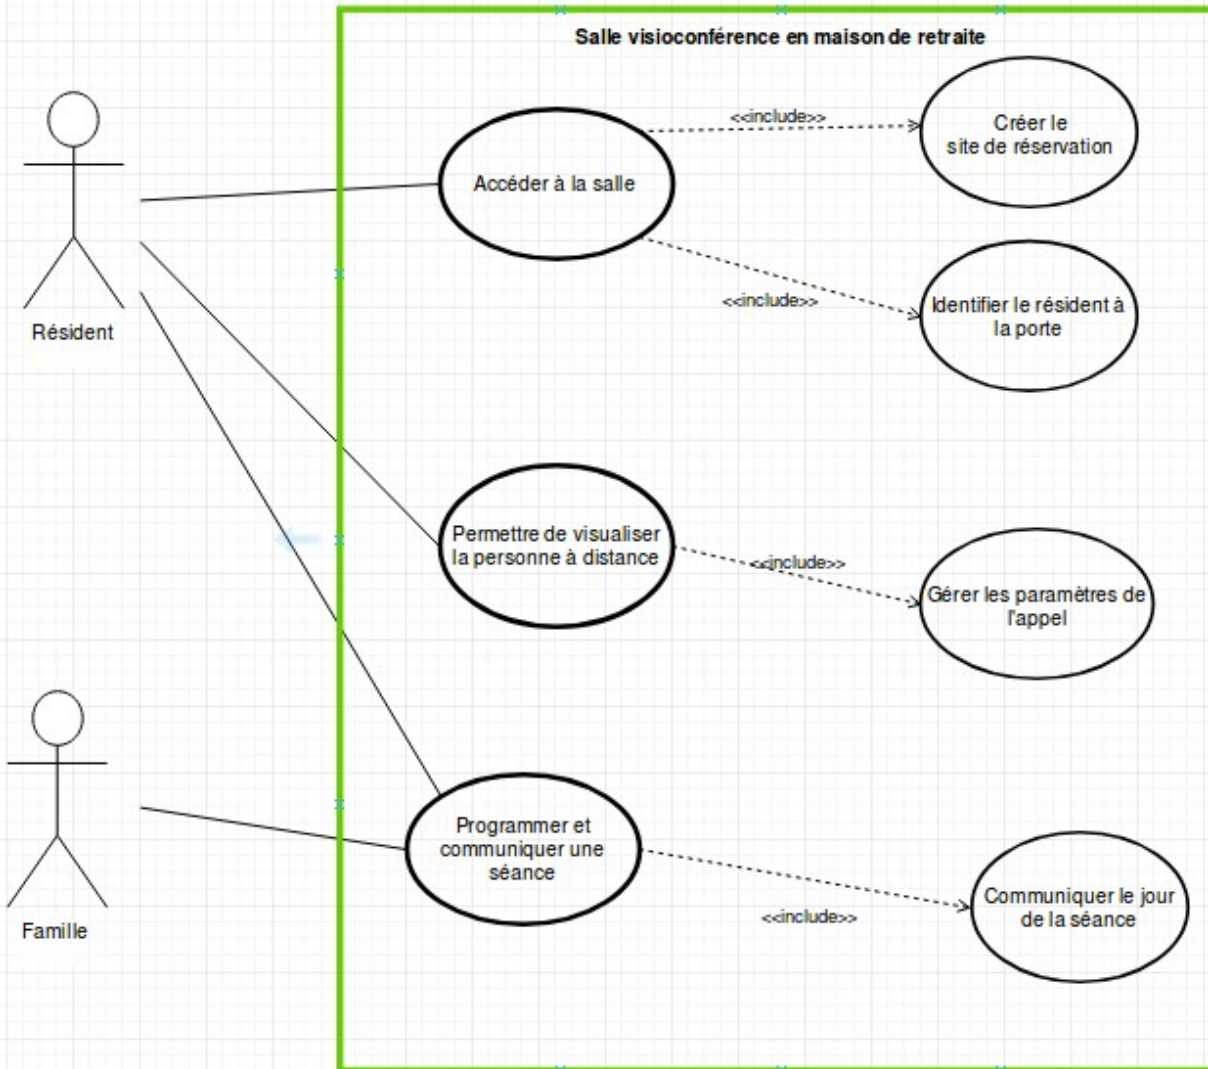 Salle visioconférence en maison de retraite
<<include>>
Créer le
site de réservation
Accéder à la salle
<<include>>
Identifier le résident à
la porte
Résident
Permettre de visualiser
la personne à distance
<<include>>
Gérer les paramètres de
l'appel
Programmer et
communiquer une
séance
<<include>>
Communiquer le jour
de la séance
Famille